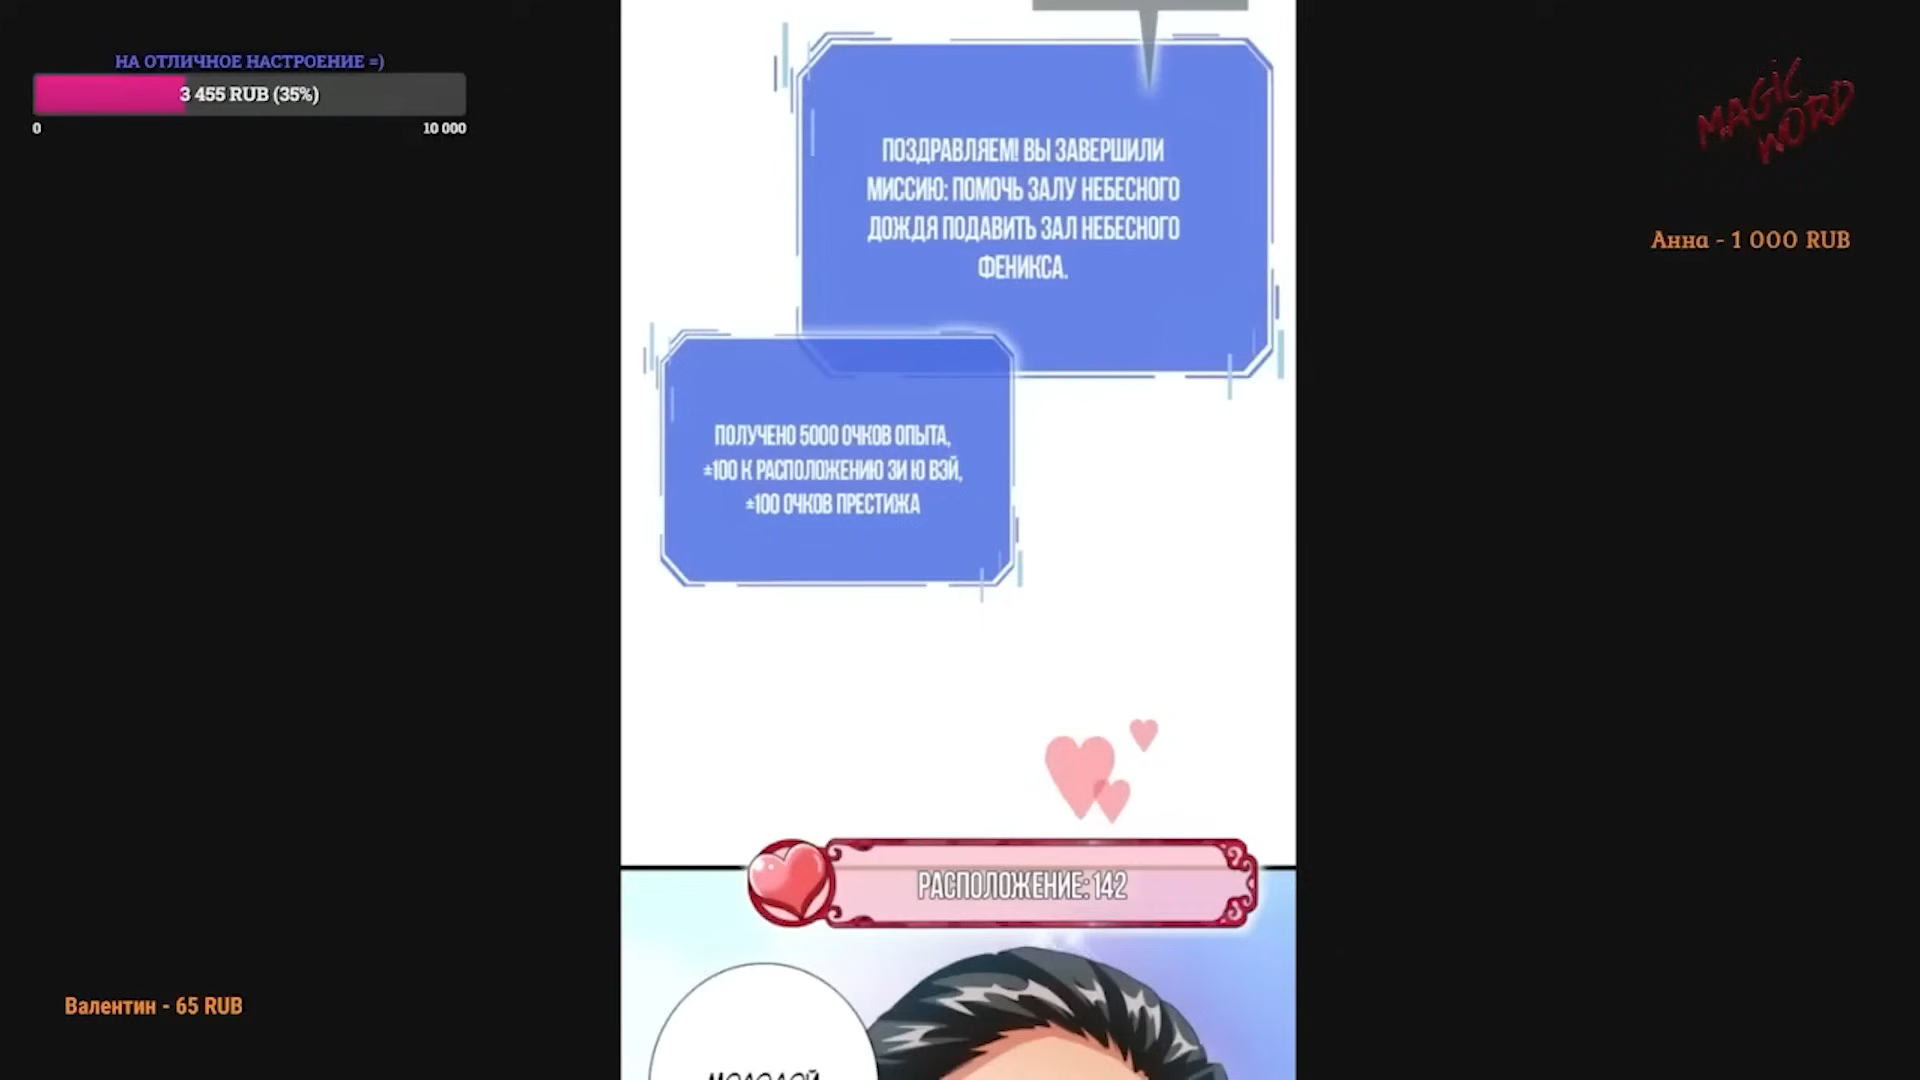 НА ОТЛИЧНОЕ НАСТРОЕНИЕ =)
3 455 RUB (35%)
0
10 000
MAGIC
WORD
Анна - 1 000 RUB
ПОЗДРАВЛЯЕМ! ВЫ ЗАВЕРШИЛИ
МИССИЮ: ПОМОЧЬ ЗАЛУ НЕБЕСНОГО
ДОЖДЯ ПОДАВИТЬ ЗАЛ НЕБЕСНОГО
ФЕНИКСА.
ПОЛУЧЕНО 5000 ОЧКОВ ОПЫТА,
±100 К РАСПОЛОЖЕНИЮ ЗИ Ю ВЭЙ,
±100 ОЧКОВ ПРЕСТИЖА
РАСПОЛОЖЕНИЕ: 142
Валентин - 65 RUB